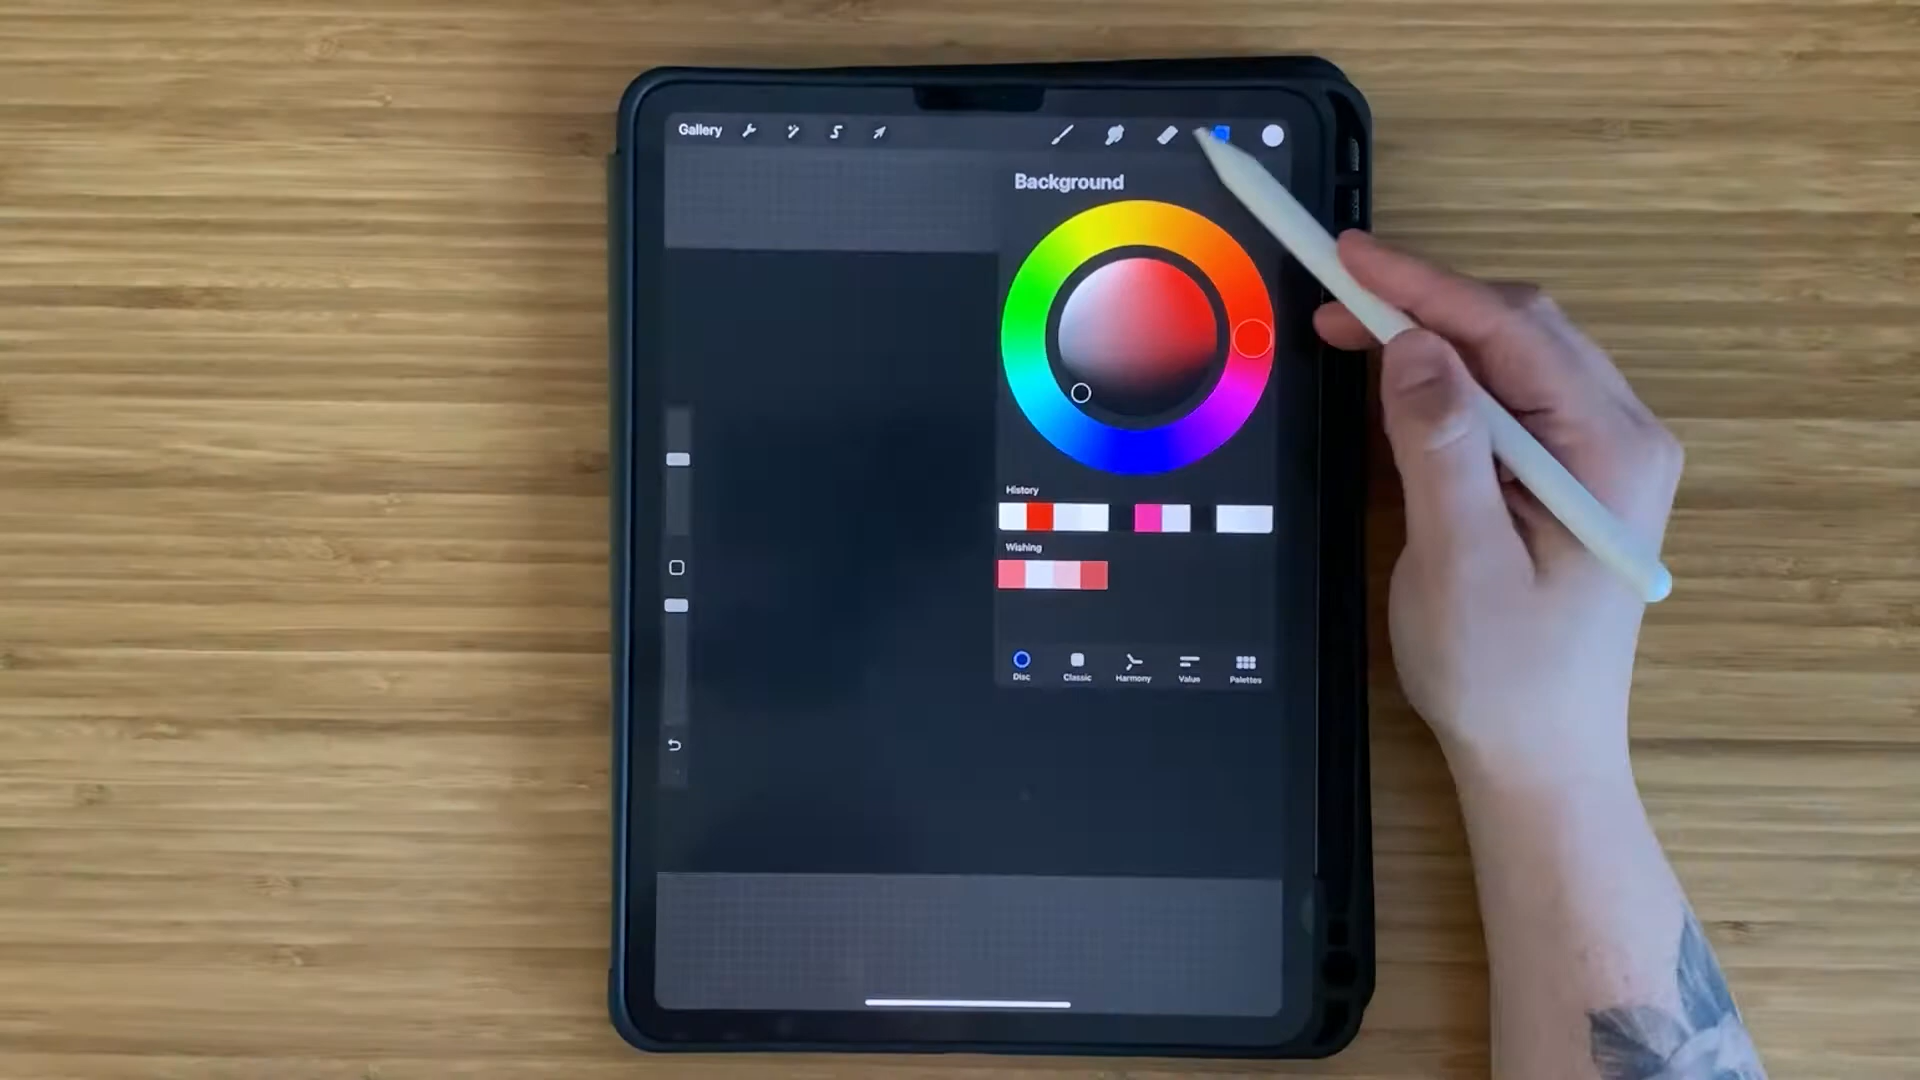 Gallery
Background
History
Wishing
Disc
Classic
Harmony
Value
Palettes